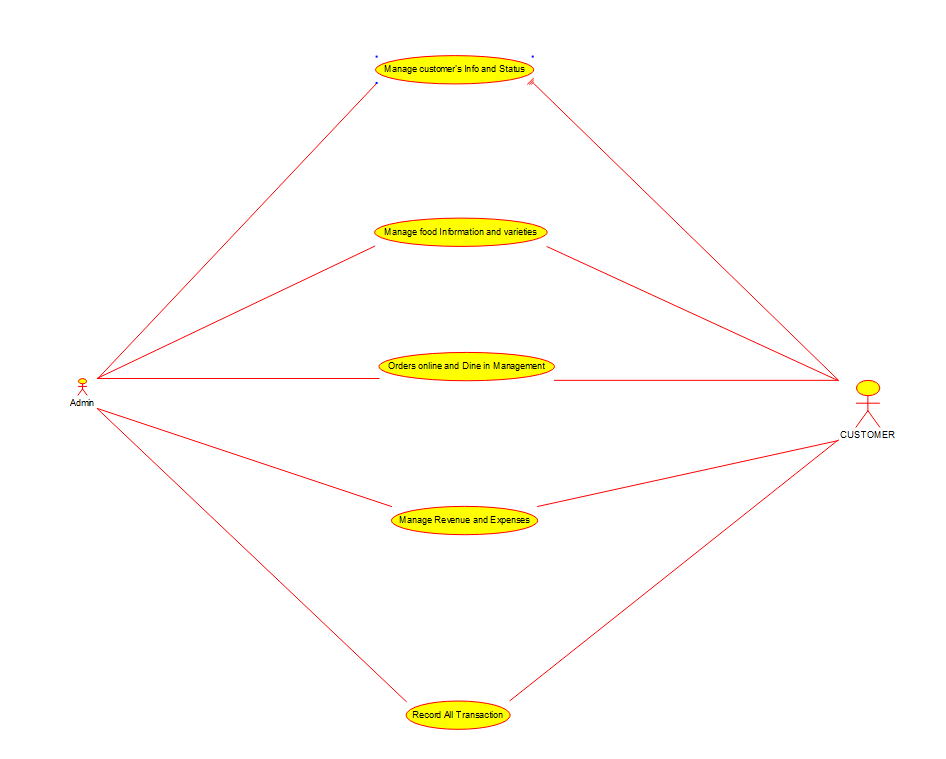 Manage customer's Info and Status
Manage food Information and varieties
Orders online and Dine in Management
Admin
CUSTOMER
Manage Revenue and Expenses
Record All Transaction